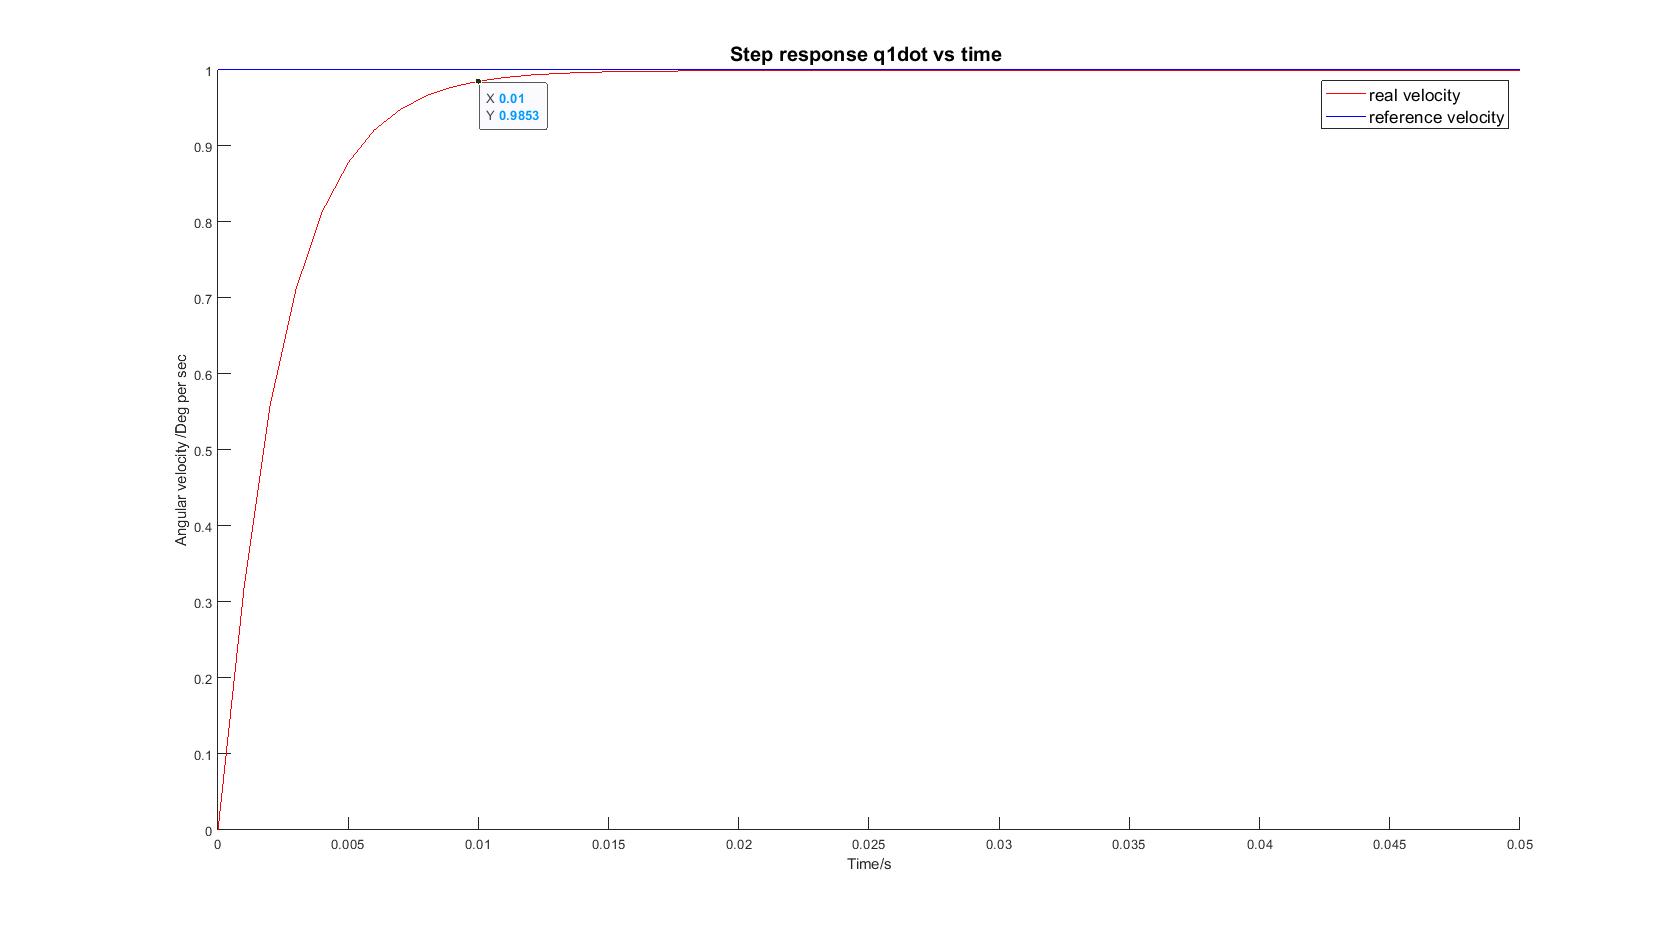 Step response q1dot vs time
1
0.9
0.8
0.7
0.6
0.5
0.4
0.3
0.2
0.1
0
Angular velocity /Deg per sec
X 0.01
Y 0.9853
real velocity
reference velocity
0 0.005 0.01 0.015 0.02 0.025 0.03 0.035 0.04 0.045 0.05
Time/s